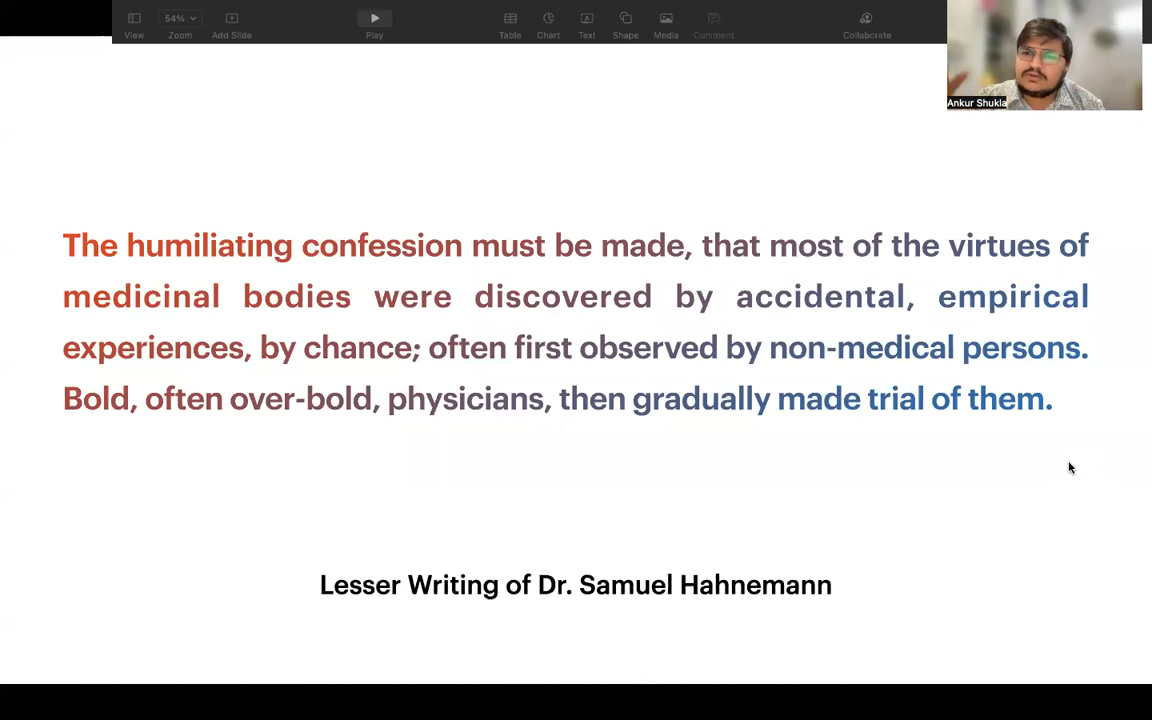 View
54%
Zoom
Add Slide
Play
Table
Chart
Text
Shape
Media
Comment
Collaborate
Ankur Shukla
The humiliating confession must be made, that most of the virtues of
medicinal bodies were discovered by accidental, empirical
experiences, by chance; often first observed by non-medical persons.
Bold, often over-bold, physicians, then gradually made trial of them.
Lesser Writing of Dr. Samuel Hahnemann